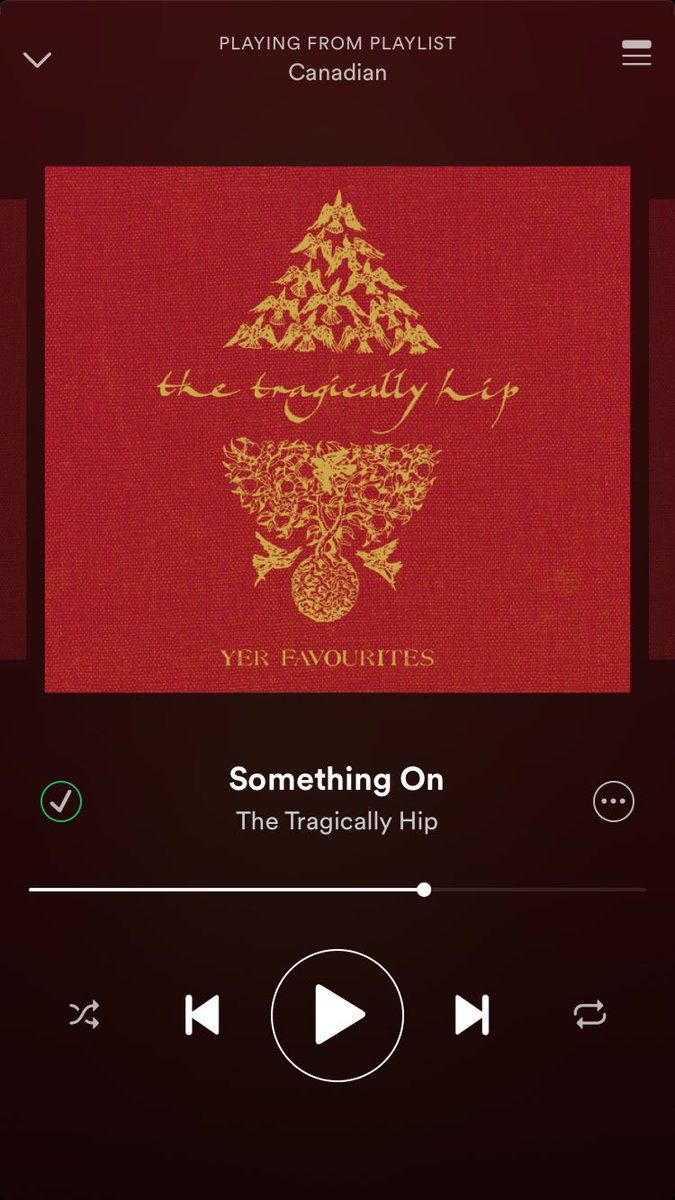 PLAYING FROM PLAYLIST
Canadian
the tragically hip
YER FAVOURITES
Something On
The Tragically Hip